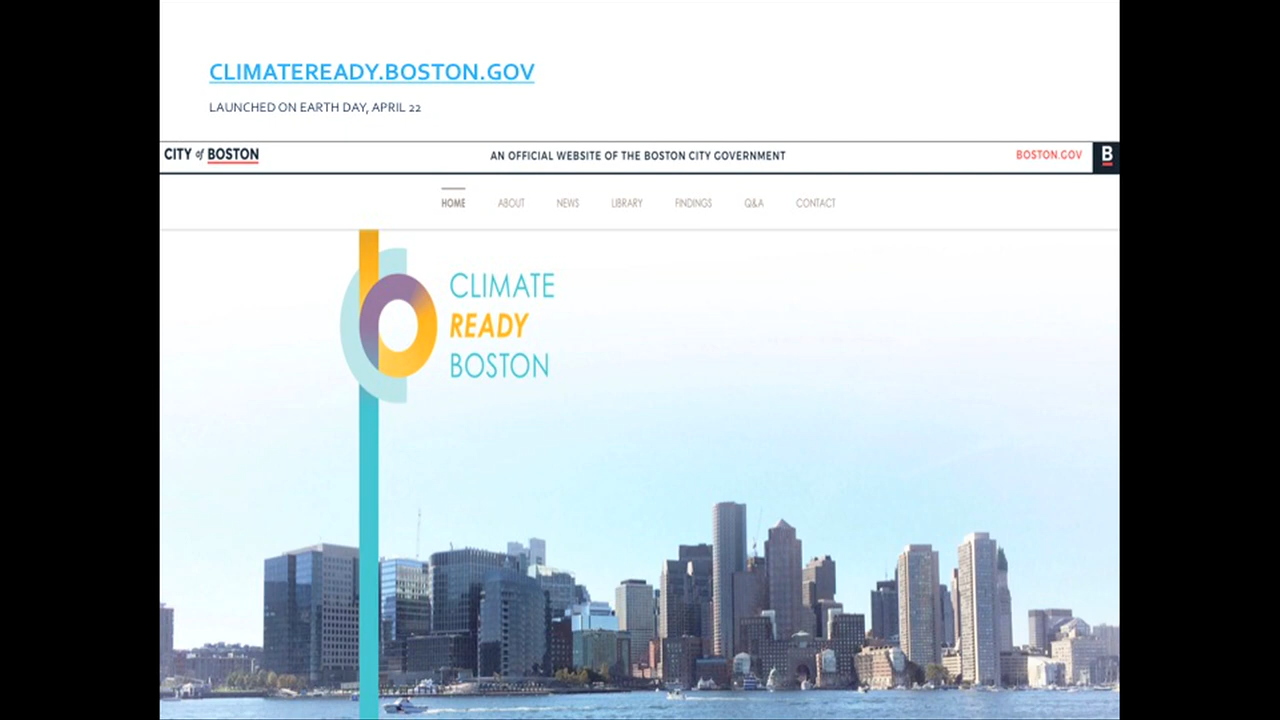 CLIMATEREADY.BOSTON.GOV
LAUNCHED ON EARTH DAY, APRIL 22
CITY of BOSTON
AN OFFICIAL WEBSITE OF THE BOSTON CITY GOVERNMENT
BOSTON.GOV
B
HOME ABOUT NEWS LIBRARY FINDINGS Q&A CONTACT
b
CLIMATE
READY
BOSTON